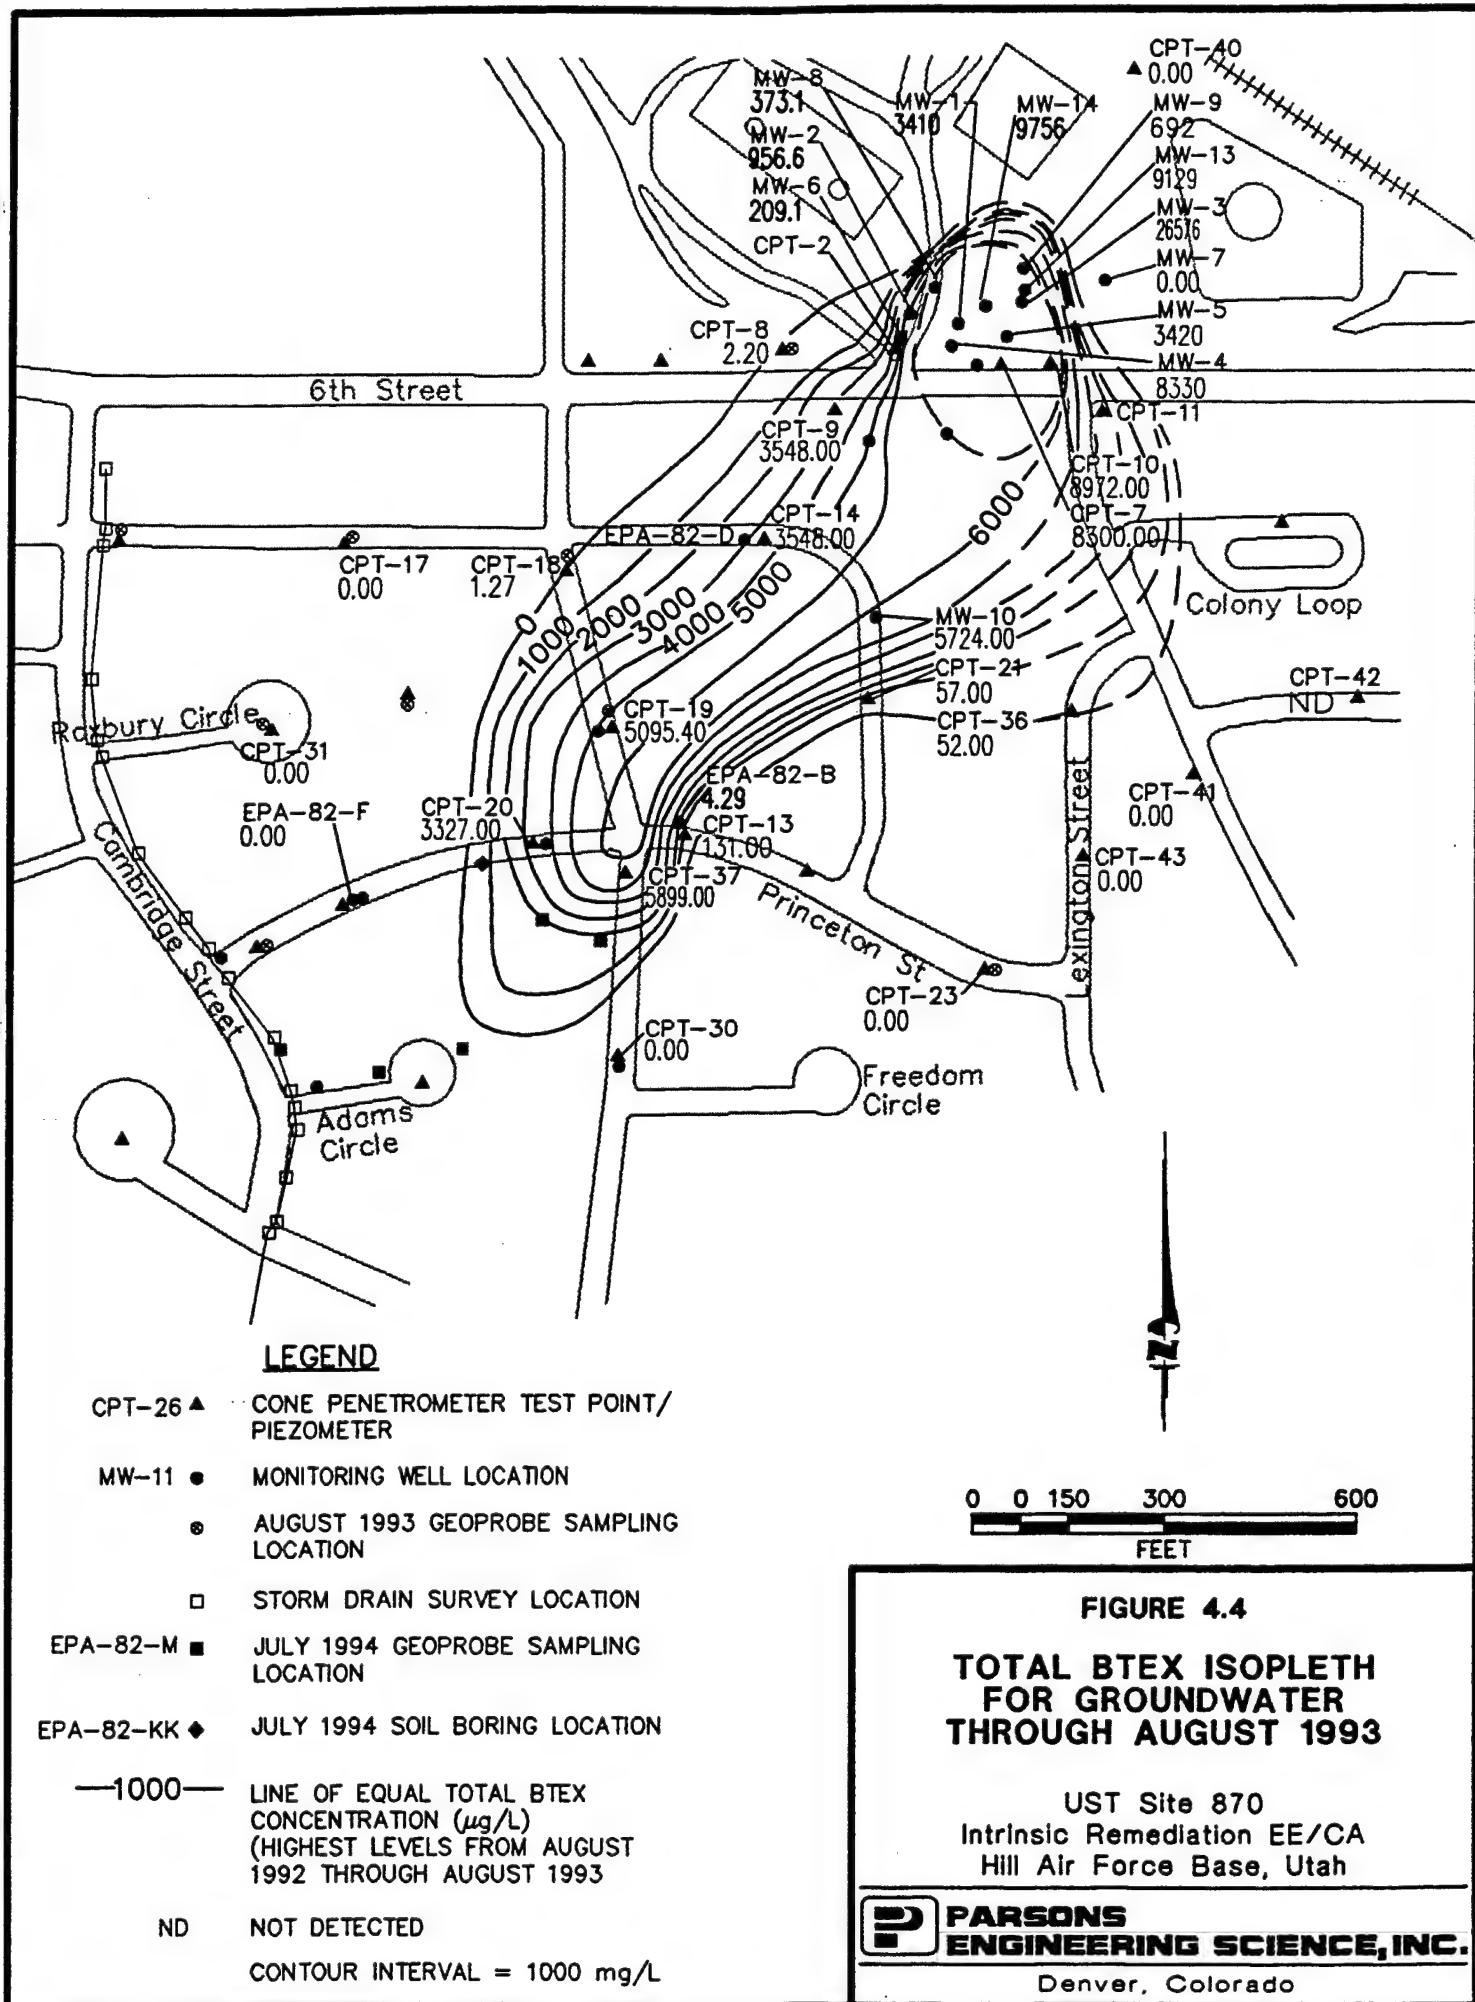 CPT-40
0.00
MW-8
373.1
MW-1
3410
MW-14
9756
MW-9
692
MW-2
956.6
MW-13
9129
MW-6
209.1
MW-3
26576
CPT-2
MW-7
0.00
MW-5
3420
CPT-8
2.20
MW-4
8330
6th Street
CPT-11
CPT-9
3548.00
CPT-10
8972.00
6000
CPT-14
3548.00
CPT-7
8300.00
EPA-82-D
CPT-17
0.00
CPT-18
1.27
0
1000
2000
3000
4000
5000
Colony Loop
MW-10
5724.00
CPT-21
57.00
CPT-42
ND
CPT-36
52.00
Roxbury Circle
CPT-31
0.00
CPT-19
5095.40
EPA-82-B
4.29
CPT-41
0.00
EPA-82-F
0.00
CPT-20
3327.00
CPT-13
131.00
CPT-43
0.00
CPT-37
5899.00
Cambridge Street
Princeton St
Lexington Street
CPT-23
0.00
CPT-30
0.00
Freedom
Circle
Adams
Circle
N
LEGEND
CPT-26 CONE PENETROMETER TEST POINT/
PIEZOMETER
MW-11 MONITORING WELL LOCATION
AUGUST 1993 GEOPROBE SAMPLING
LOCATION
STORM DRAIN SURVEY LOCATION
EPA-82-M JULY 1994 GEOPROBE SAMPLING
LOCATION
EPA-82-KK JULY 1994 SOIL BORING LOCATION
1000 LINE OF EQUAL TOTAL BTEX
CONCENTRATION (µg/L)
(HIGHEST LEVELS FROM AUGUST
1992 THROUGH AUGUST 1993
ND NOT DETECTED
CONTOUR INTERVAL = 1000 mg/L
0 0 150 300 600
FEET
FIGURE 4.4
TOTAL BTEX ISOPLETH
FOR GROUNDWATER
THROUGH AUGUST 1993
UST Site 870
Intrinsic Remediation EE/CA
Hill Air Force Base, Utah
PARSONS
ENGINEERING SCIENCE, INC.
Denver, Colorado